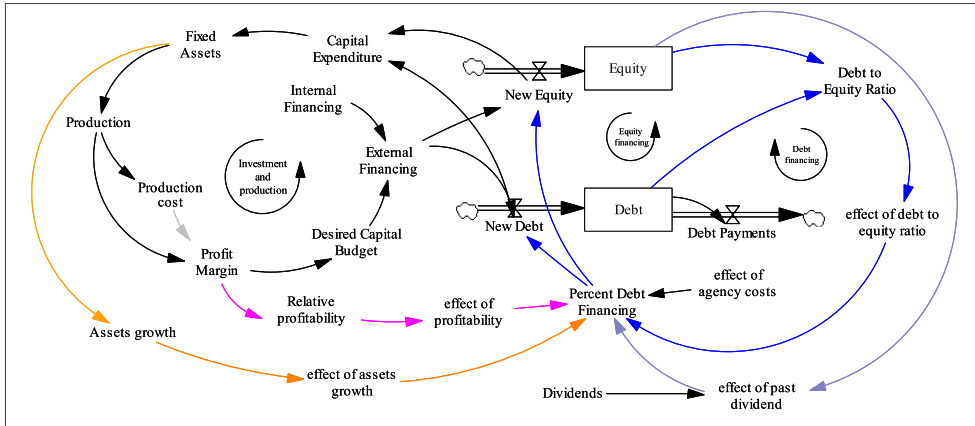 Fixed
Assets
Capital
Expenditure
Equity
Debt to
Equity Ratio
Internal
Financing
New Equity
Production
External
Financing
Equity
financing
Debt
financing
Investment
and
production
Production
cost
Debt
New Debt
Debt Payments
effect of debt to
equity ratio
Desired Capital
Budget
Profit
Margin
effect of
agency costs
Percent Debt
Financing
Relative
profitability
effect of
profitability
Assets growth
effect of assets
growth
Dividends
effect of past
dividend